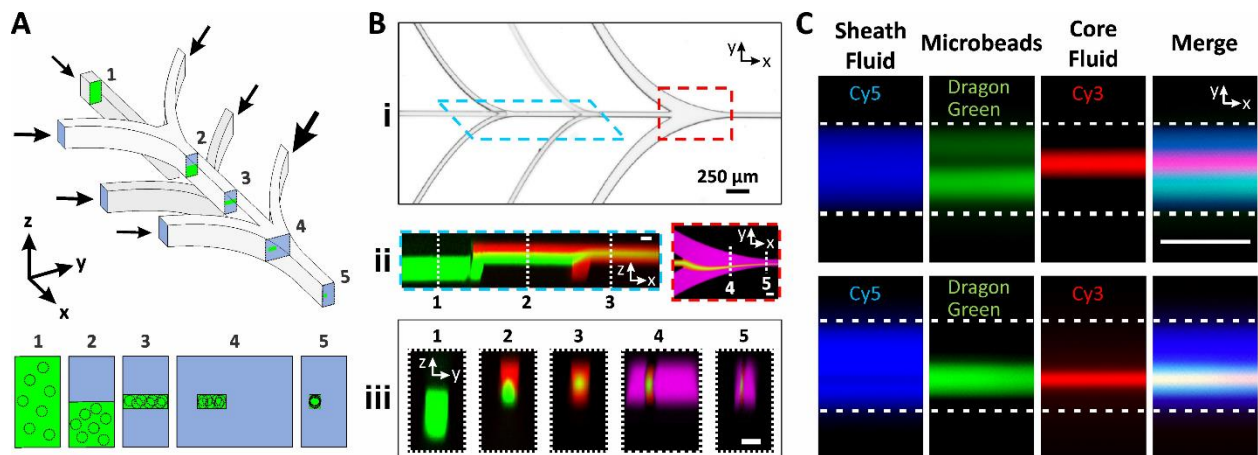 A
1
2
3
4
5
z
y
x
1 2 3 4 5
B
i
y
x
250 µm
ii
z
x
1 2 3
y
x
4 5
iii
1 2 3 4 5
z
y
C
Sheath
Fluid
Microbeads
Core
Fluid
Merge
Cy5
Dragon
Green
Cy3
y
x
Cy5
Dragon
Green
Cy3